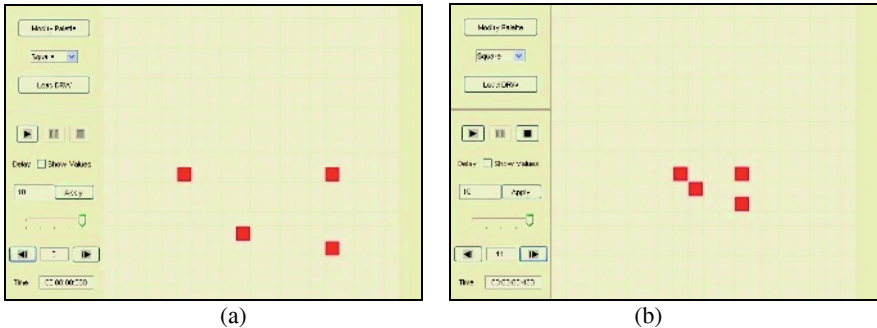 Modify Palette
Square
Load DRW
Delay
Show Values
10
Apply
Time
(a)
Modify Palette
Square
Load DRW
Delay
Show Values
10
Apply
Time
(b)